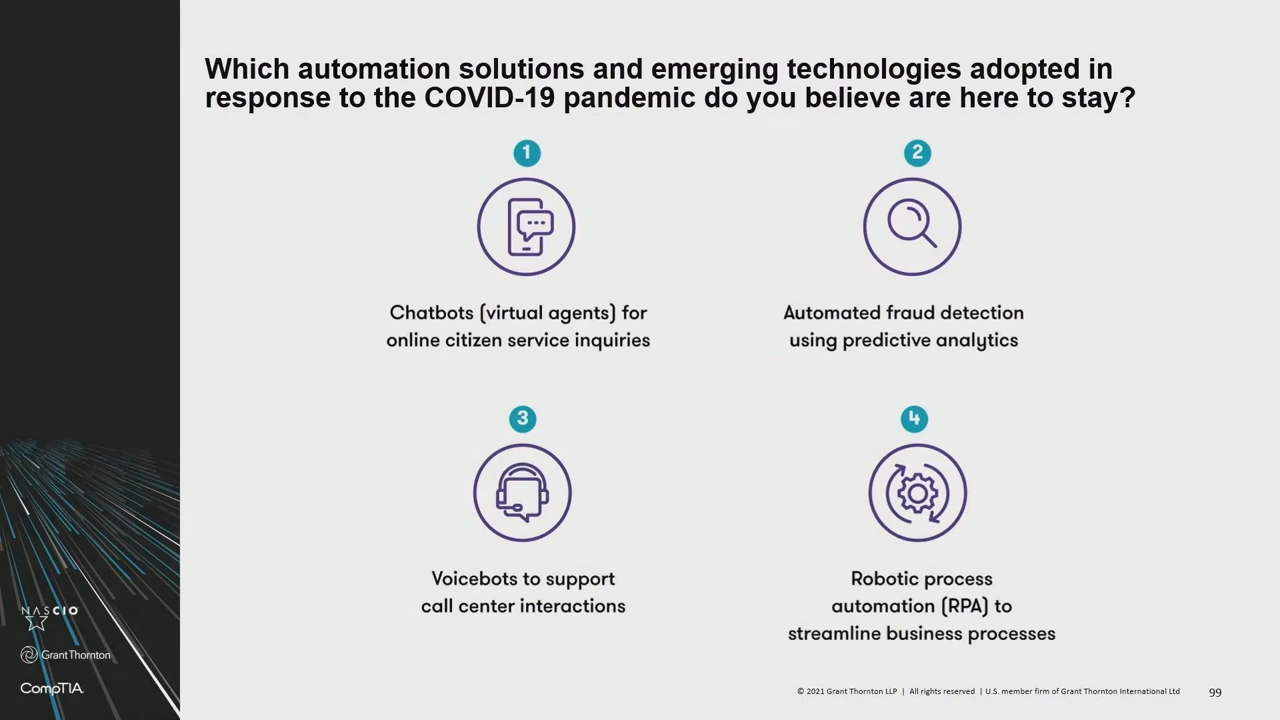 Which automation solutions and emerging technologies adopted in
response to the COVID-19 pandemic do you believe are here to stay?
1
2
Chatbots (virtual agents) for
online citizen service inquiries
Automated fraud detection
using predictive analytics
3
4
Voicebots to support
call center interactions
Robotic process
automation (RPA) to
streamline business processes
NASCIO
GrantThornton
CompTIA
© 2021 Grant Thornton LLP | All rights reserved | U.S. member firm of Grant Thornton International Ltd
99